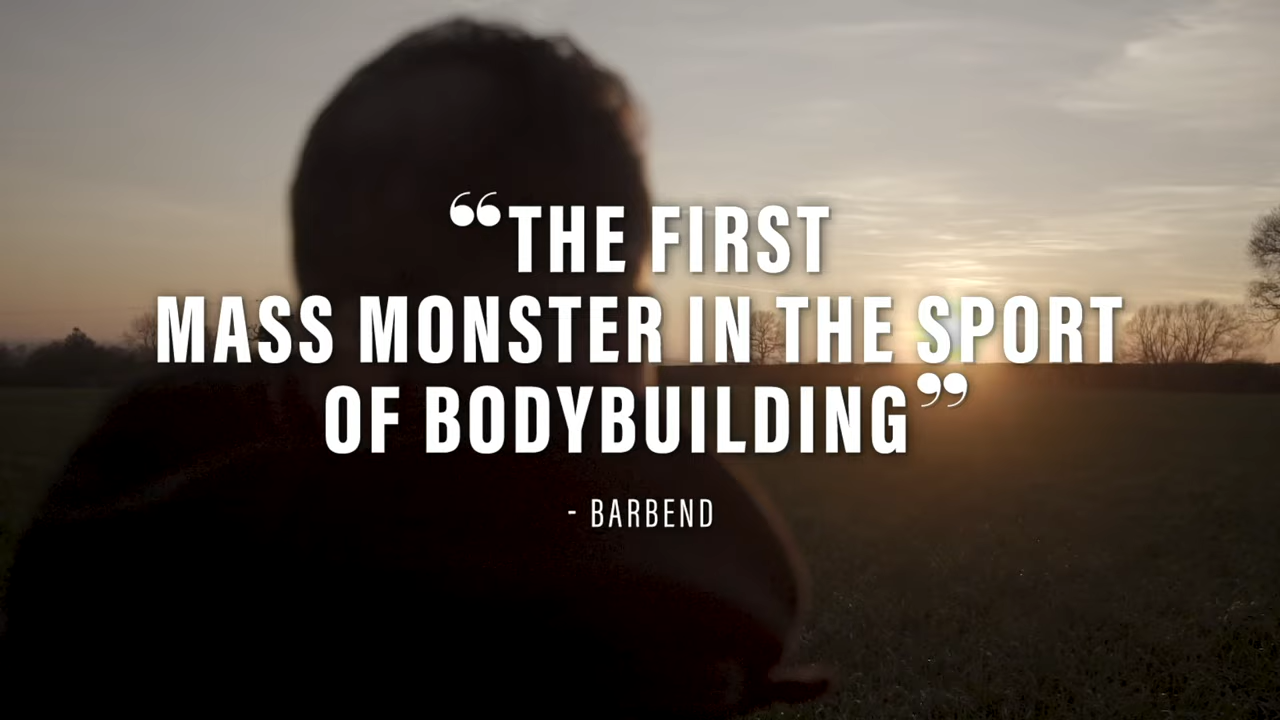 “THE FIRST
MASS MONSTER IN THE SPORT
OF BODYBUILDING”
- BARBEND